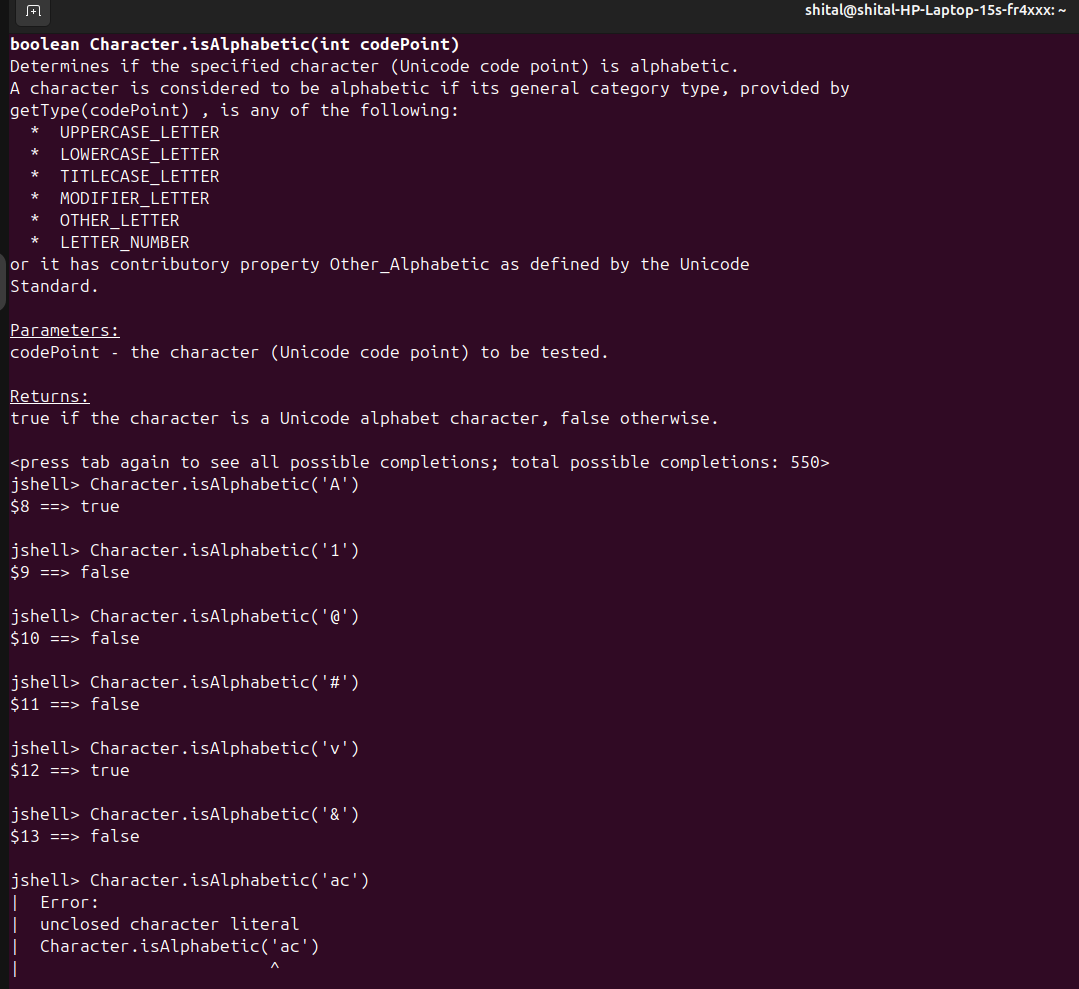 shital@shital-HP-Laptop-15s-fr4xxx: ~
boolean Character.isAlphabetic(int codePoint)
Determines if the specified character (Unicode code point) is alphabetic.
A character is considered to be alphabetic if its general category type, provided by
getType(codePoint) , is any of the following:
  *  UPPERCASE_LETTER
  *  LOWERCASE_LETTER
  *  TITLECASE_LETTER
  *  MODIFIER_LETTER
  *  OTHER_LETTER
  *  LETTER_NUMBER
or it has contributory property Other_Alphabetic as defined by the Unicode
Standard.
Parameters:
codePoint - the character (Unicode code point) to be tested.
Returns:
true if the character is a Unicode alphabet character, false otherwise.
<press tab again to see all possible completions; total possible completions: 550>
jshell> Character.isAlphabetic('A')
$8 ==> true
jshell> Character.isAlphabetic('1')
$9 ==> false
jshell> Character.isAlphabetic('@')
$10 ==> false
jshell> Character.isAlphabetic('#')
$11 ==> false
jshell> Character.isAlphabetic('v')
$12 ==> true
jshell> Character.isAlphabetic('&')
$13 ==> false
jshell> Character.isAlphabetic('ac')
|  Error:
|  unclosed character literal
|  Character.isAlphabetic('ac')
|                         ^